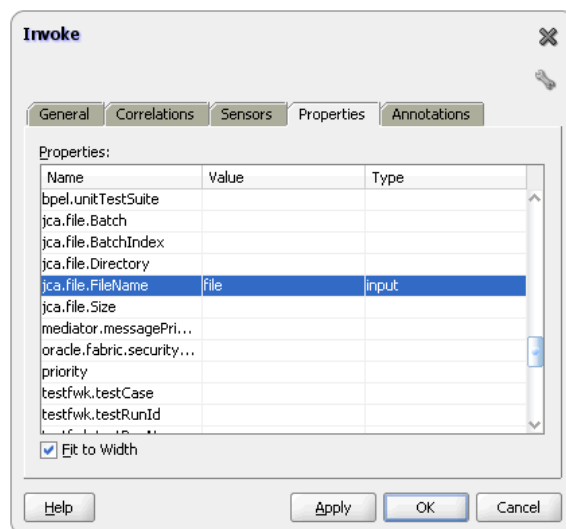 Invoke
General Correlations Sensors Properties Annotations
Properties:
Name Value Type
bpel.unitTestSuite
jca.file.Batch
jca.file.BatchIndex
jca.file.Directory
jca.file.FileName file input
jca.file.Size
mediator.messagePri...
oracle.fabric.security...
priority
testfwk.testCase
testfwk.testRunId
Fit to Width
Help Apply OK Cancel